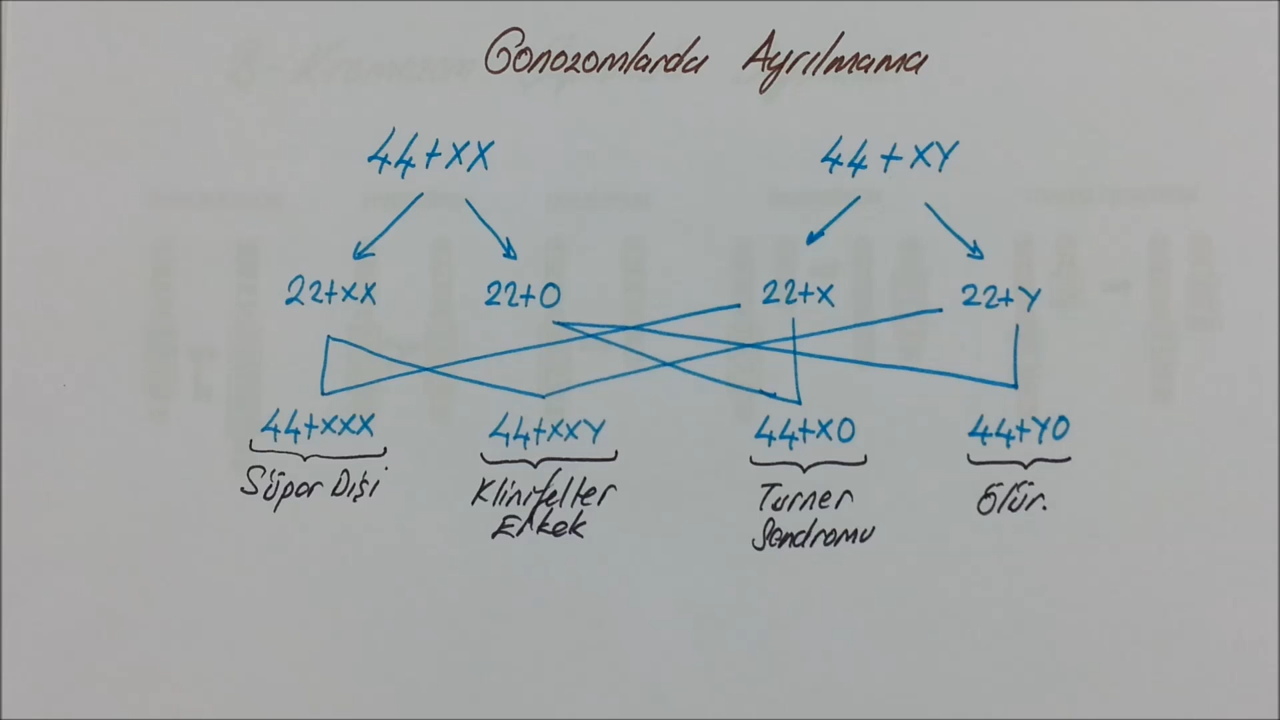 Gonozomlarda Ayrılmama
44+XX 44+XY
22+XX 22+O 22+X 22+Y
44+XXX 44+XXY 44+XO 44+YO
Süper Dişi Klinifelter Turner Ölür.
Erkek Sendromu